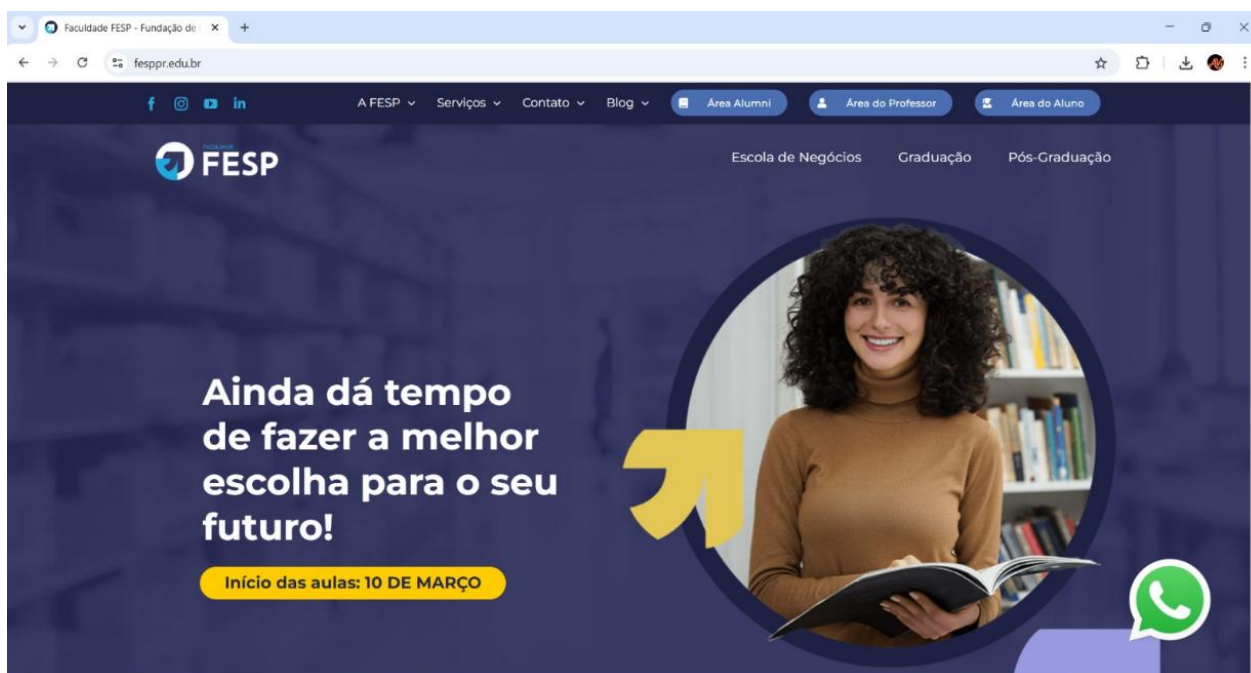 Faculdade FESP - Fundação de
fesppr.edu.br
f in A FESP Serviços Contato Blog Área Alumni Área do Professor Área do Aluno
FACULDADE
FESP
Escola de Negócios Graduação Pós-Graduação
Ainda dá tempo
de fazer a melhor
escolha para o seu
futuro!
Início das aulas: 10 DE MARÇO